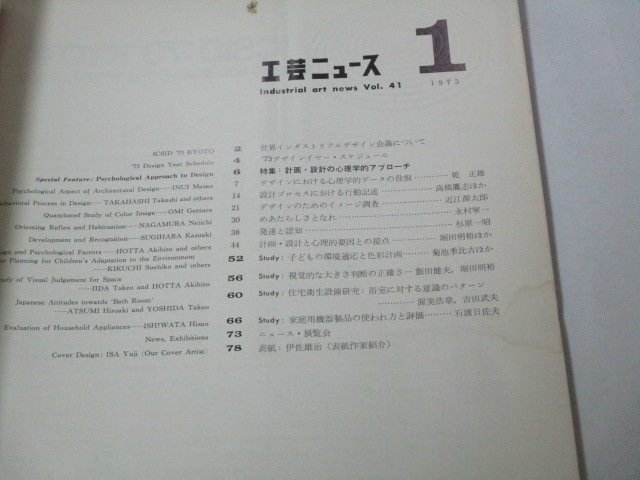 工芸ニュース 1
Industrial art news Vol. 41 1973
ICSID '73 KYOTO 2 世界インダストリアルデザイン会議について
'73 Design Year Schedule 4 '73デザインイヤー・スケジュール
Special Feature: Psychological Approach to Design 6 特集：計画・設計の心理学的アプローチ
Psychological Aspect of Architectural Design……INUI Masao 7 デザインにおける心理学的データの役割……乾 正雄
Behavioral Process in Design……TAKAHASHI Takashi and others 14 設計プロセスにおける行動記述……高橋鷹志ほか
Quantitated Study of Color Image……OMI Gentaro 21 デザインのためのイメージ調査……近江源太郎
Orienting Reflex and Habituation……NAGAMURA Neiichi 30 めあたらしさとなれ……永村寧一
Development and Recognition……SUGIHARA Kazuaki 38 発達と認知……杉原一昭
Design and Psychological Factors……HOTTA Akihiro and others 44 計画・設計と心理的要因との接点……堀田明裕ほか
Planning for Children's Adaptation to the Environment 52 Study: 子どもの環境適応と色彩計画……菊池季比古ほか
……KIKUCHI Suehiko and others
Study of Visual Judgement for Space 56 Study: 視覚的な大きさ判断の正確さ…飯田健夫，堀田明裕
……IIDA Takeo and HOTTA Akihiro
Japanese Attitudes towards 'Bath Room' 60 Study: 住宅衛生設備研究：浴室に対する意識のパターン
……ATSUMI Hiroaki and YOSHIDA Takeo ……渥美浩章，吉田武夫
Evaluation of Household Appliances……ISHIWATA Hisao 66 Study: 家庭用機器製品の使われ方と評価……石渡日佐夫
News, Exhibitions 73 ニュース・展覧会
Cover Design: ISA Yuji (Our Cover Artist) 78 表紙：伊佐雄治（表紙作家紹介）